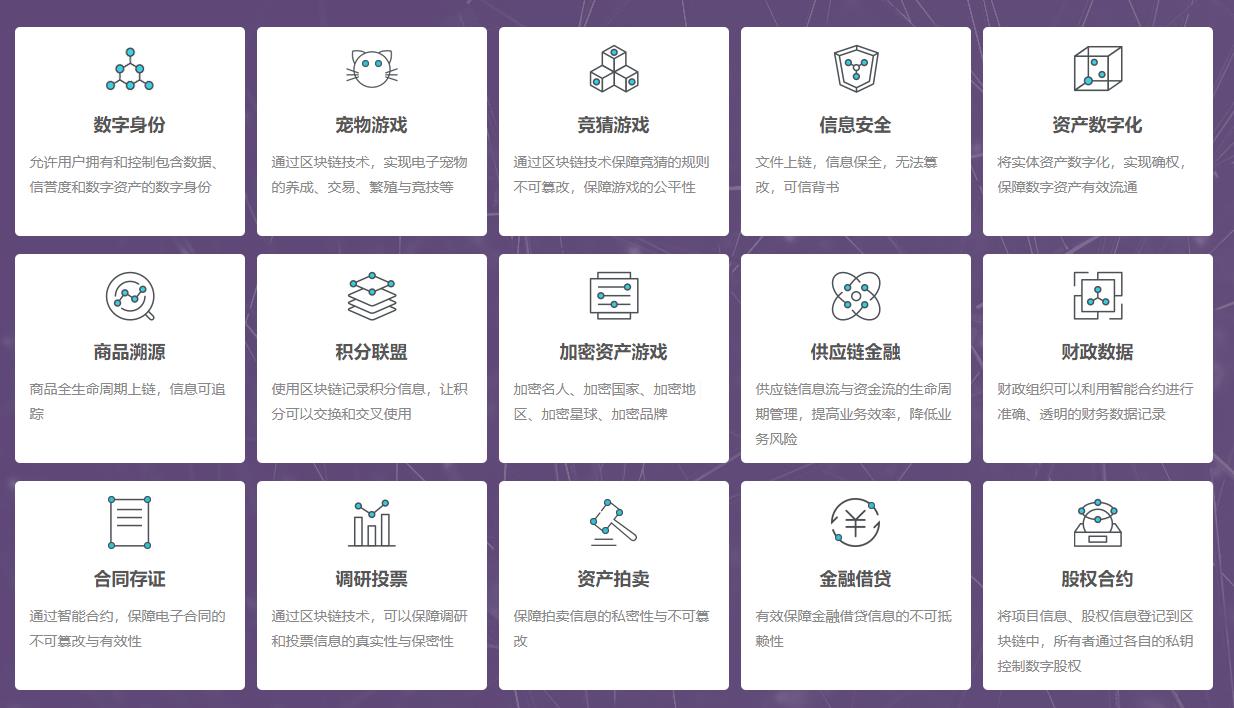 数字身份
允许用户拥有和控制包含数据、
信誉度和数字资产的数字身份
宠物游戏
通过区块链技术，实现电子宠物
的养成、交易、繁殖与竞技等
竞猜游戏
通过区块链技术保障竞猜的规则
不可篡改，保障游戏的公平性
信息安全
文件上链，信息保全，无法篡
改，可信背书
资产数字化
将实体资产数字化，实现确权，
保障数字资产有效流通
商品溯源
商品全生命周期上链，信息可追
踪
积分联盟
使用区块链记录积分信息，让积
分可以交换和交叉使用
加密资产游戏
加密名人、加密国家、加密地
区、加密星球、加密品牌
供应链金融
供应链信息流与资金流的生命周
期管理，提高业务效率，降低业
务风险
财政数据
财政组织可以利用智能合约进行
准确、透明的财务数据记录
合同存证
通过智能合约，保障电子合同的
不可篡改与有效性
调研投票
通过区块链技术，可以保障调研
和投票信息的真实性与保密性
资产拍卖
保障拍卖信息的私密性与不可篡
改
金融借贷
有效保障金融借贷信息的不可抵
赖性
股权合约
将项目信息、股权信息登记到区
块链中，所有者通过各自的私钥
控制数字股权